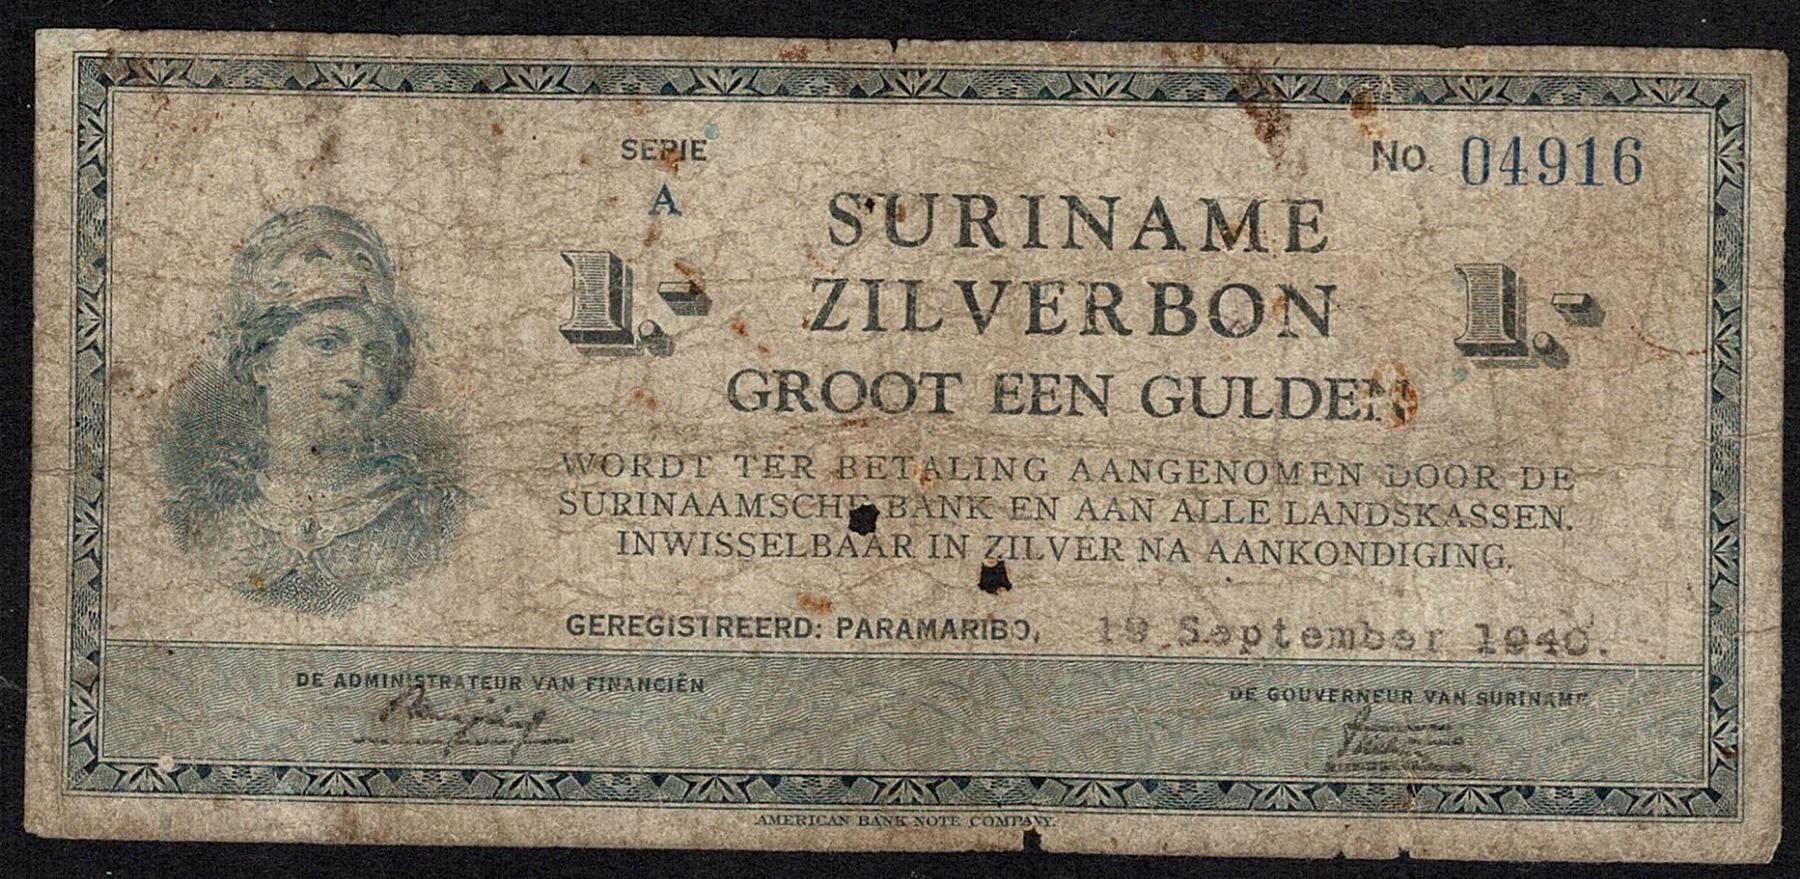 SERIE
A
No. 04916
SURINAME
1.- ZILVERBON 1.-
GROOT EEN GULDEN
WORDT TER BETALING AANGENOMEN DOOR DE
SURINAAMSCHE BANK EN AAN ALLE LANDSKASSEN.
INWISSELBAAR IN ZILVER NA AANKONDIGING.
GEREGISTREERD: PARAMARIBO, 19 September 1940.
DE ADMINISTRATEUR VAN FINANCIËN
DE GOUVERNEUR VAN SURINAME
AMERICAN BANK NOTE COMPANY.